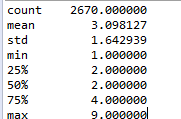 count 2670.000000
mean 3.098127
std 1.642939
min 1.000000
25% 2.000000
50% 2.000000
75% 4.000000
max 9.000000